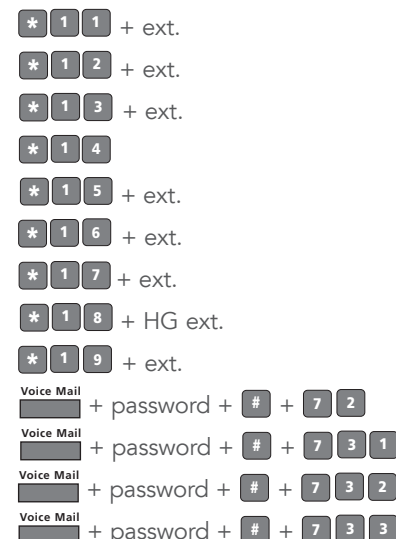 * 1 1 + ext.
* 1 2 + ext.
* 1 3 + ext.
* 1 4
* 1 5 + ext.
* 1 6 + ext.
* 1 7 + ext.
* 1 8 + HG ext.
* 1 9 + ext.
Voice Mail
+ password + # + 7 2
Voice Mail
+ password + # + 7 3 1
Voice Mail
+ password + # + 7 3 2
Voice Mail
+ password + # + 7 3 3